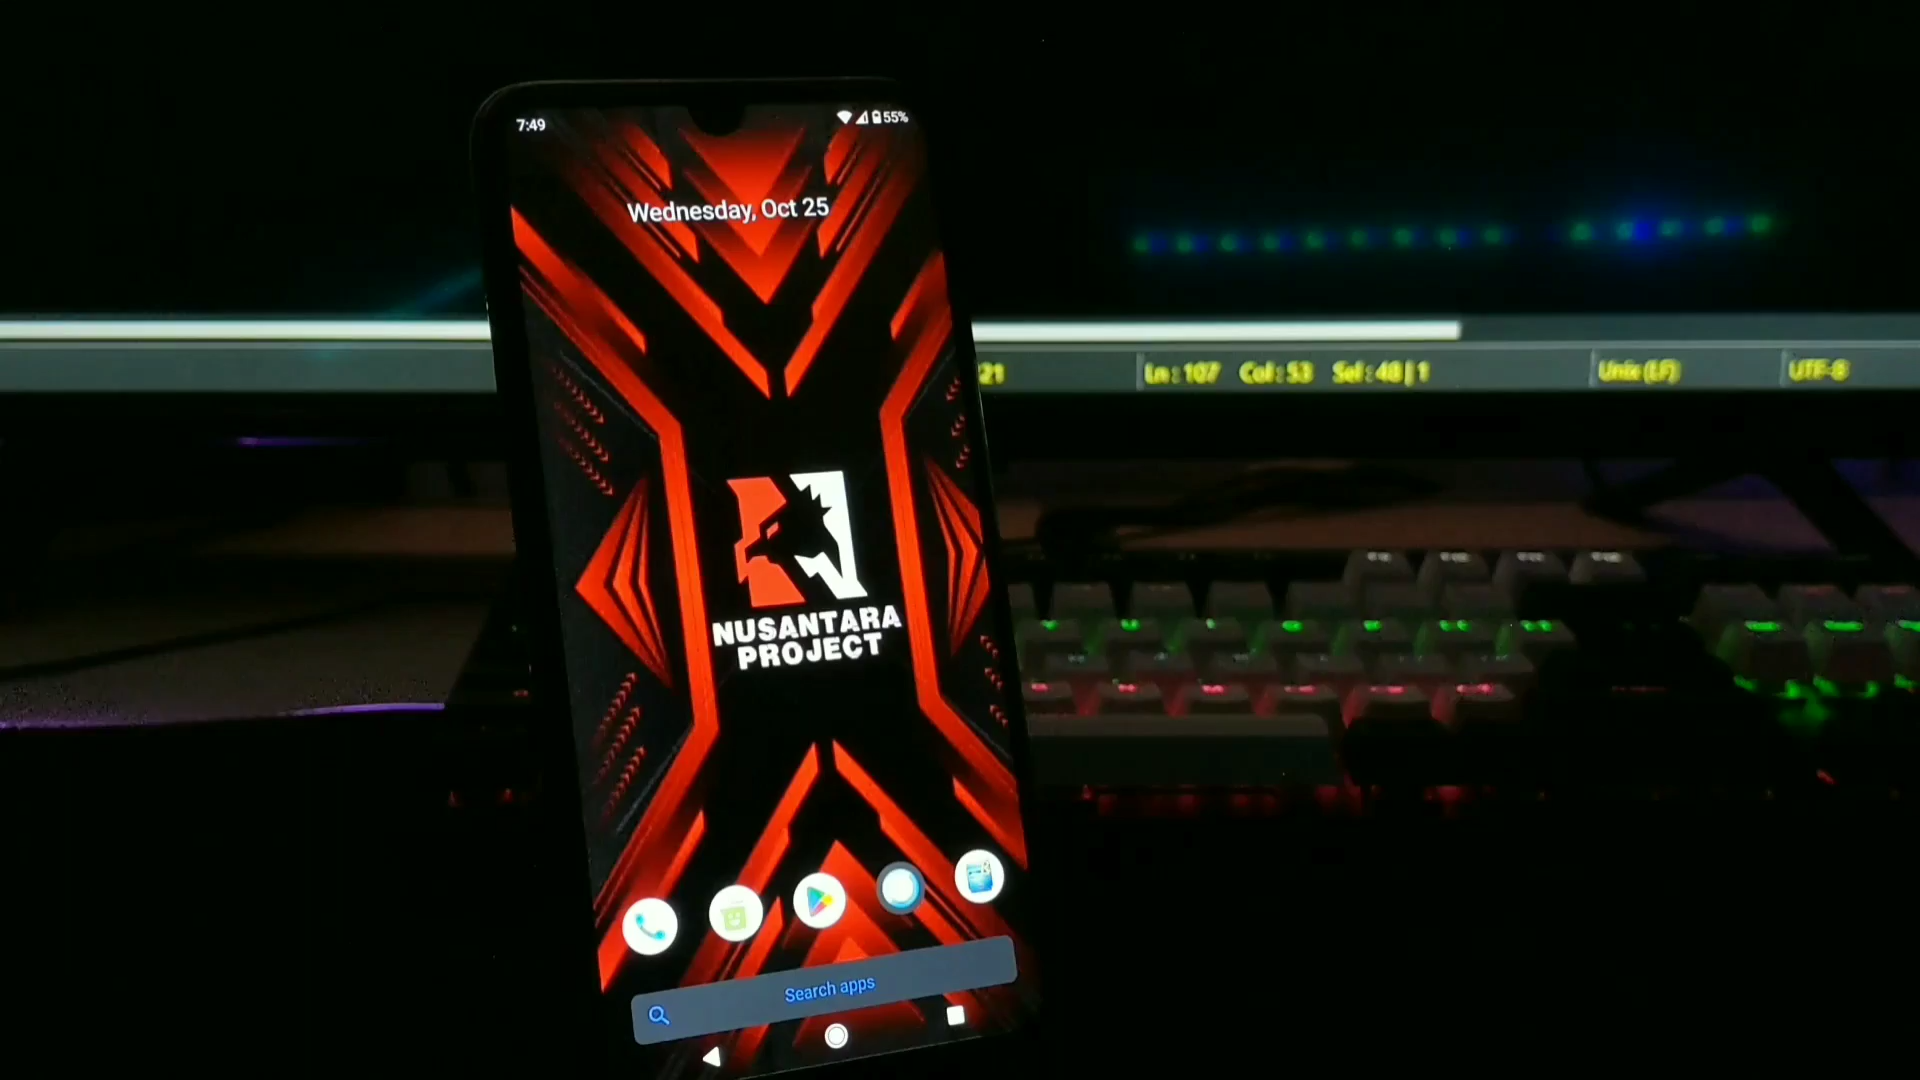 7:49
55%
Wednesday, Oct 25
21
Ln : 107 Col : 53 Sel : 48 | 1
Unix (LF)
UTF-8
NUSANTARA
PROJECT
Search apps